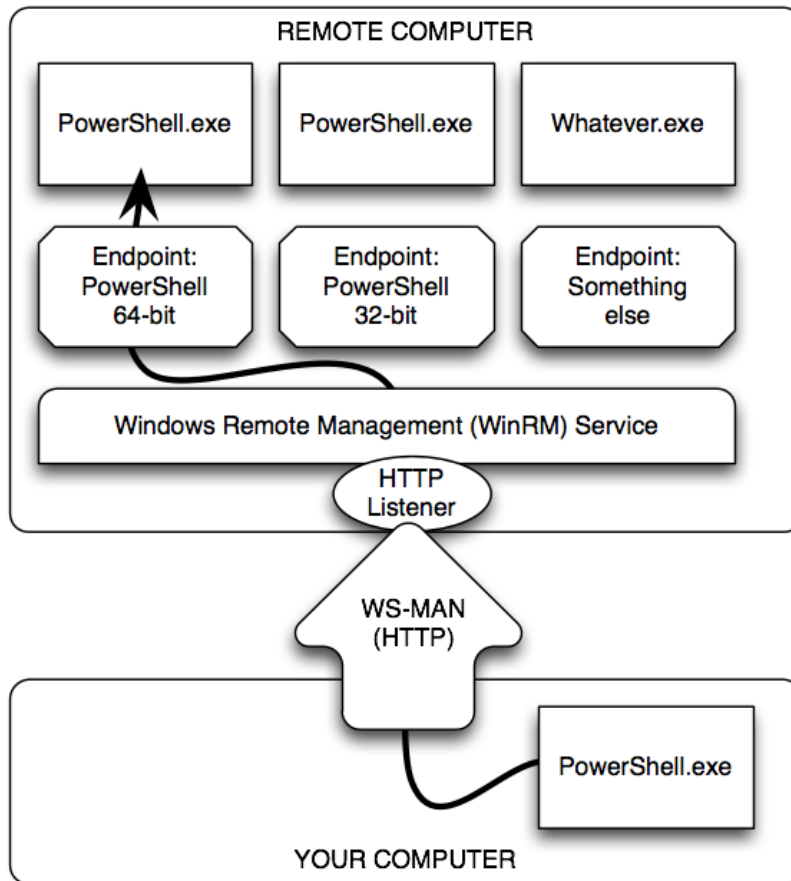 REMOTE COMPUTER
PowerShell.exe
PowerShell.exe
Whatever.exe
Endpoint:
PowerShell
64-bit
Endpoint:
PowerShell
32-bit
Endpoint:
Something
else
Windows Remote Management (WinRM) Service
HTTP
Listener
WS-MAN
(HTTP)
PowerShell.exe
YOUR COMPUTER